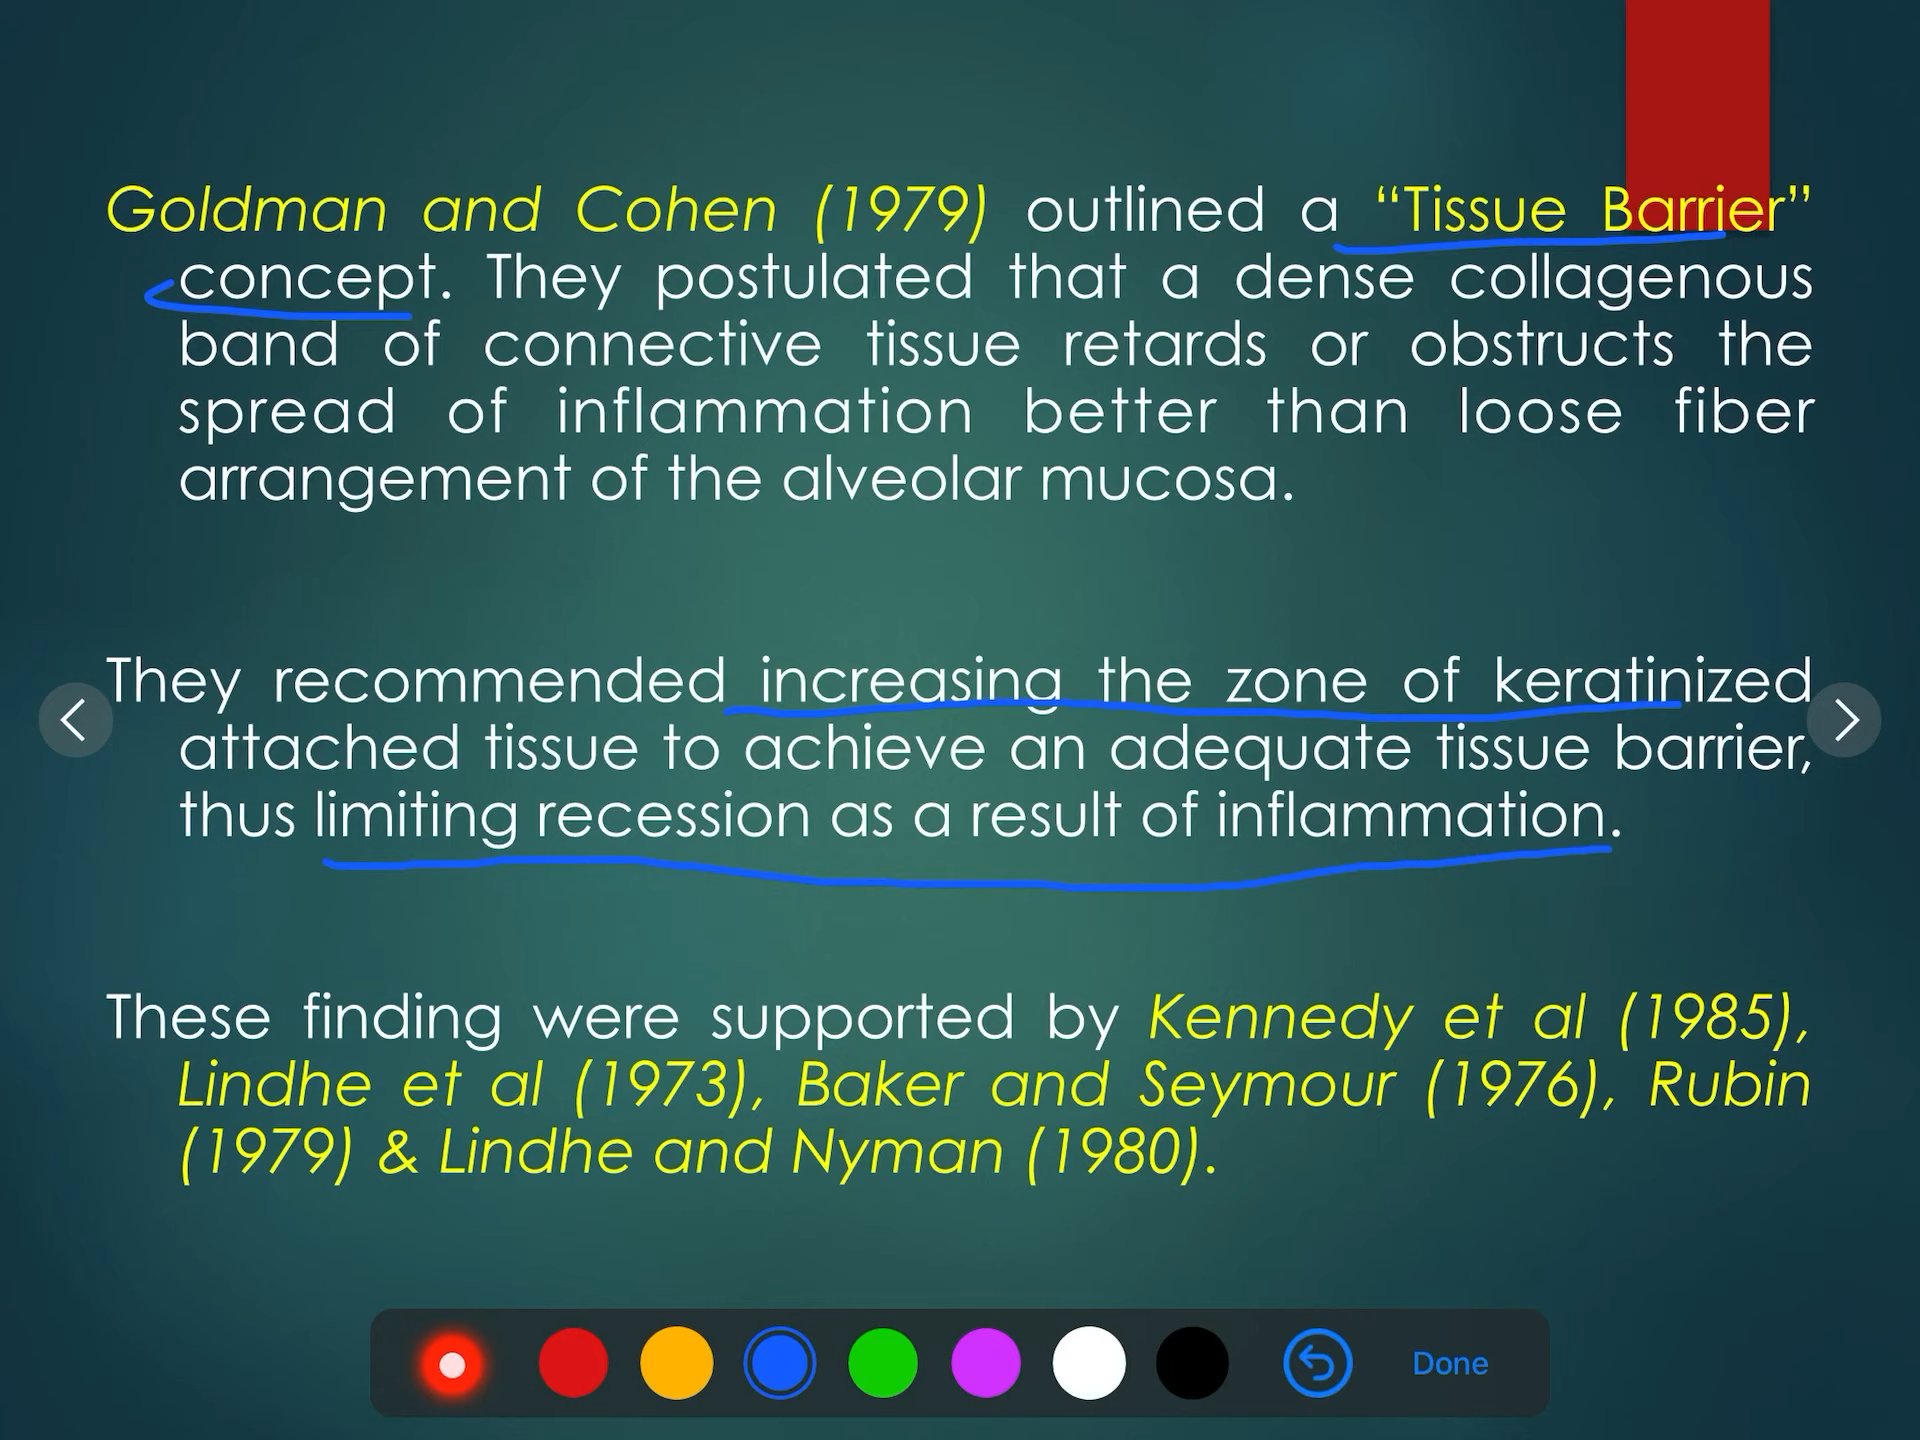 Goldman and Cohen (1979) outlined a “Tissue Barrier”
concept. They postulated that a dense collagenous
band of connective tissue retards or obstructs the
spread of inflammation better than loose fiber
arrangement of the alveolar mucosa.
They recommended increasing the zone of keratinized
attached tissue to achieve an adequate tissue barrier,
thus limiting recession as a result of inflammation.
These finding were supported by Kennedy et al (1985),
Lindhe et al (1973), Baker and Seymour (1976), Rubin
(1979) & Lindhe and Nyman (1980).
Done